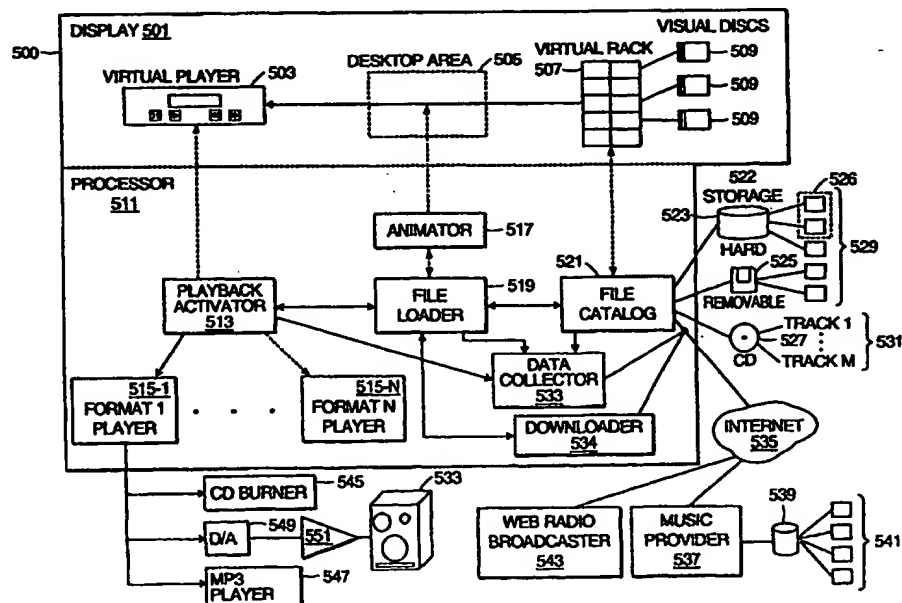 500
DISPLAY 501
VIRTUAL PLAYER
503
DESKTOP AREA
505
VIRTUAL RACK
507
VISUAL DISCS
509
509
509
PROCESSOR
511
ANIMATOR
517
PLAYBACK
ACTIVATOR
513
FILE
LOADER
519
521
FILE
CATALOG
522
STORAGE
523
HARD
526
525
REMOVABLE
529
527
CD
TRACK 1
TRACK M
531
DATA
COLLECTOR
533
DOWNLOADER
534
515-1
FORMAT 1
PLAYER
515-N
FORMAT N
PLAYER
INTERNET
535
CD BURNER
545
D/A
549
551
533
MP3
PLAYER
547
WEB RADIO
BROADCASTER
543
MUSIC
PROVIDER
537
539
541